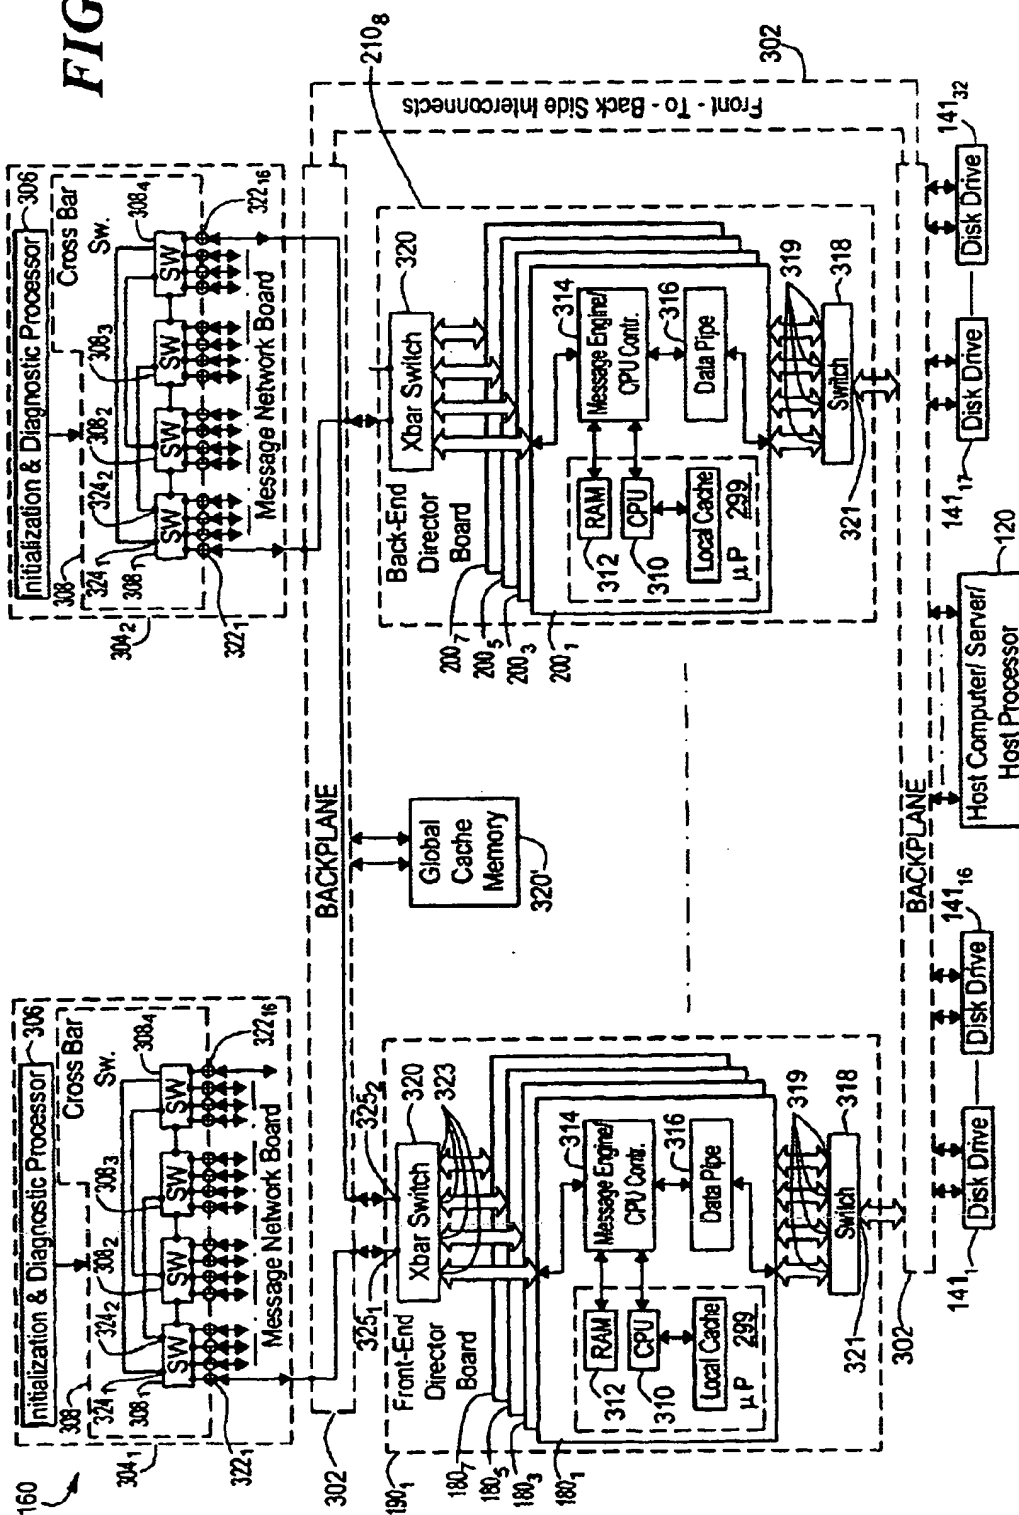 FIG
160
Initialization & Diagnostic Processor
306
Cross Bar
Sw.
308
308₄
308₃
308₂
308₁
324₂
324₁
SW
SW
SW
SW
322₁₆
322₁
Message Network Board
304₁
Initialization & Diagnostic Processor
306
Cross Bar
Sw.
308
308₄
308₃
308₂
308₁
324₂
324₁
SW
SW
SW
SW
322₁₆
322₁
Message Network Board
304₂
302
BACKPLANE
Front - To - Back Side Interconnects
302
190₁
Front-End
Director
Board
325₁
325₂
Xbar Switch
320
323
180₇
180₅
180₃
180₁
Message Engine/
CPU Contr.
314
316
Data Pipe
RAM
312
CPU
310
Local Cache
299
µP
319
318
Switch
321
Global
Cache
Memory
320'
210₈
Back-End
Director
Board
Xbar Switch
320
200₇
200₅
200₃
200₁
Message Engine/
CPU Contr.
314
316
Data Pipe
RAM
312
CPU
310
Local Cache
299
µP
319
318
Switch
321
302
BACKPLANE
141₁
Disk Drive
Disk Drive
141₁₆
Host Computer/ Server/
Host Processor
120
141₁₇
Disk Drive
Disk Drive
141₃₂